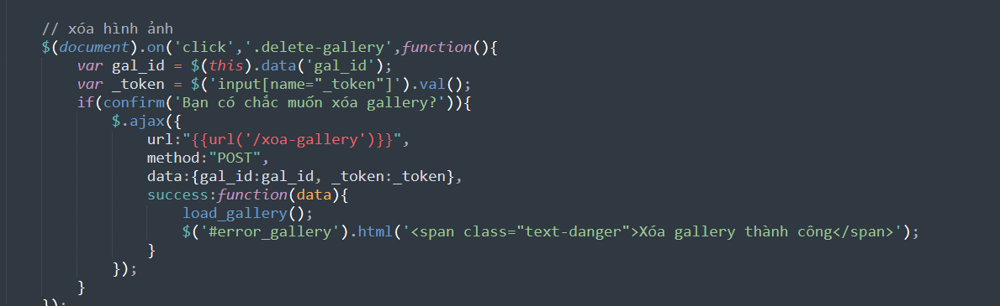 // xóa hình ảnh
$(document).on('click','.delete-gallery',function(){
var gal_id = $(this).data('gal_id');
var _token = $('input[name="_token"]').val();
if(confirm('Bạn có chắc muốn xóa gallery?')){
$.ajax({
url:"{{url('/xoa-gallery')}}",
method:"POST",
data:{gal_id:gal_id, _token:_token},
success:function(data){
load_gallery();
$('#error_gallery').html('<span class="text-danger">Xóa gallery thành công</span>');
}
});
}
});